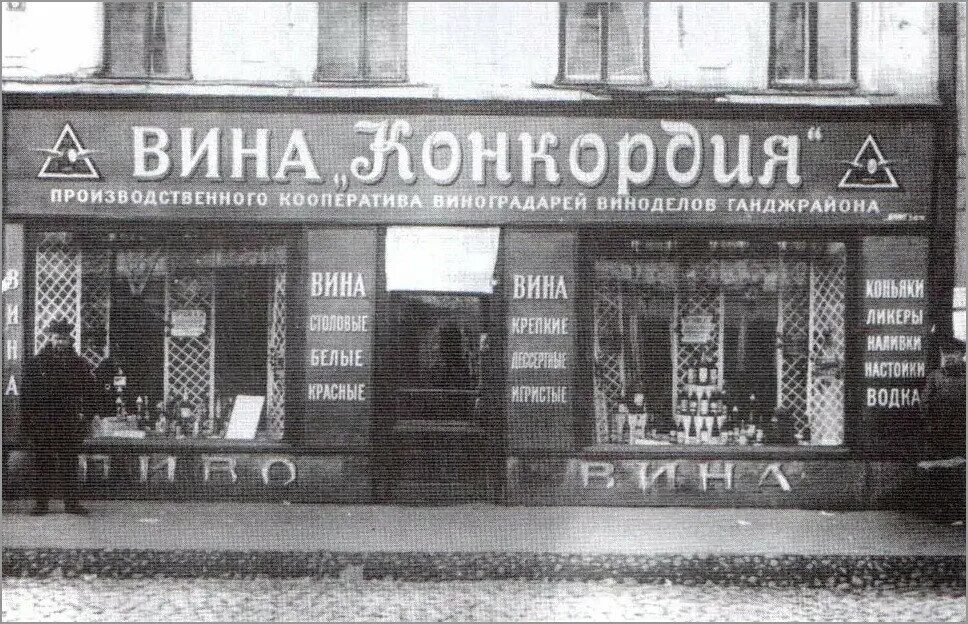 ВИНА „Конкордия“
ПРОИЗВОДСТВЕННОГО КООПЕРАТИВА ВИНОГРАДАРЕЙ ВИНОДЕЛОВ ГАНДЖРАЙОНА
ВИНА
ВИНА
СТОЛОВЫЕ
БЕЛЫЕ
КРАСНЫЕ
ВИНА
КРЕПКИЕ
ДЕССЕРТНЫЕ
ИГРИСТЫЕ
КОНЬЯКИ
ЛИКЕРЫ
НАЛИВКИ
НАСТОЙКИ
ВОДКА
ПИВО
ВИНА